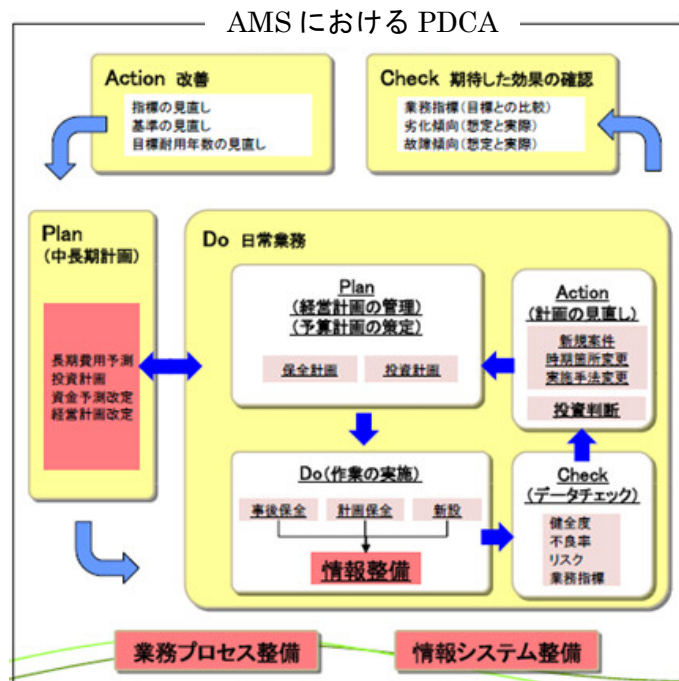 AMS における PDCA
Action 改善
指標の見直し
基準の見直し
目標耐用年数の見直し
Check 期待した効果の確認
業務指標(目標との比較)
劣化傾向(想定と実際)
故障傾向(想定と実際)
Plan
(中長期計画)
長期費用予測
投資計画
資金予測改定
経営計画改定
Do 日常業務
Plan
(経営計画の管理)
(予算計画の策定)
保全計画
投資計画
Action
(計画の見直し)
新規案件
時期箇所変更
実施手法変更
投資判断
Do(作業の実施)
事後保全
計画保全
新設
情報整備
Check
(データチェック)
健全度
不良率
リスク
業務指標
業務プロセス整備
情報システム整備